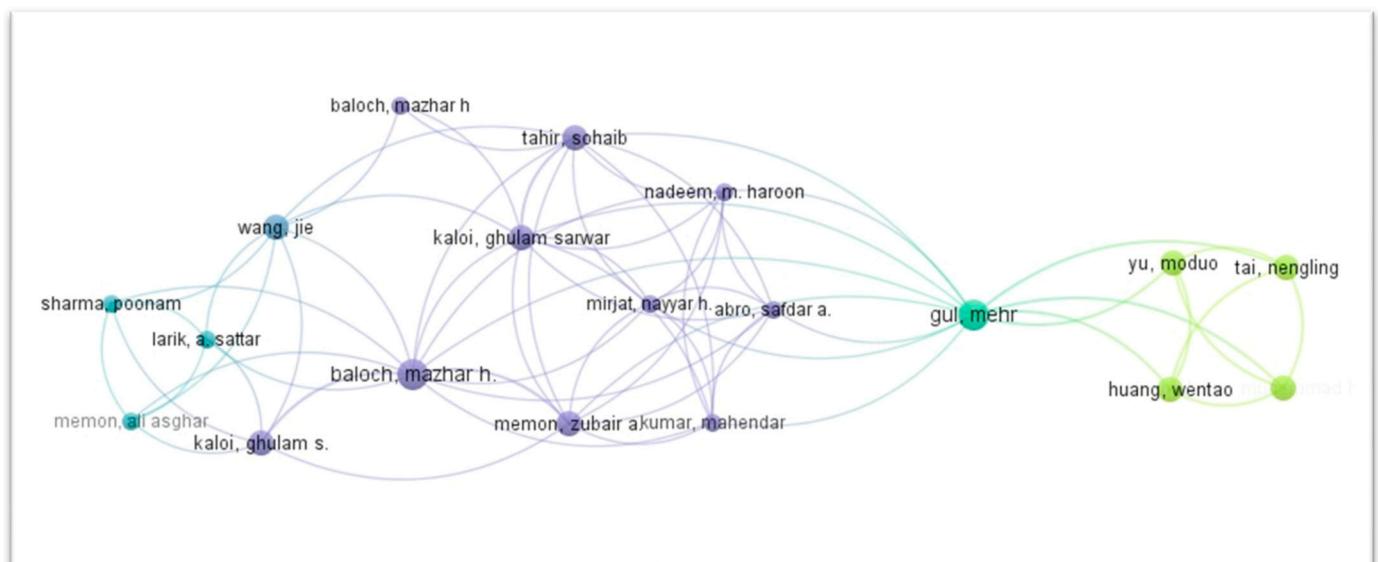 baloch, mazhar h
tahir, sohaib
nadeem, m. haroon
wang, jie
kaloi, ghulam sarwar
yu, moduo
tai, nengling
sharma, poonam
mirjat, nayyar h.
abro, safdar a.
gul, mehr
larik, a. sattar
baloch, mazhar h.
huang, wentao
memon, ali asghar
kaloi, ghulam s.
memon, zubair a.
kumar, mahendar